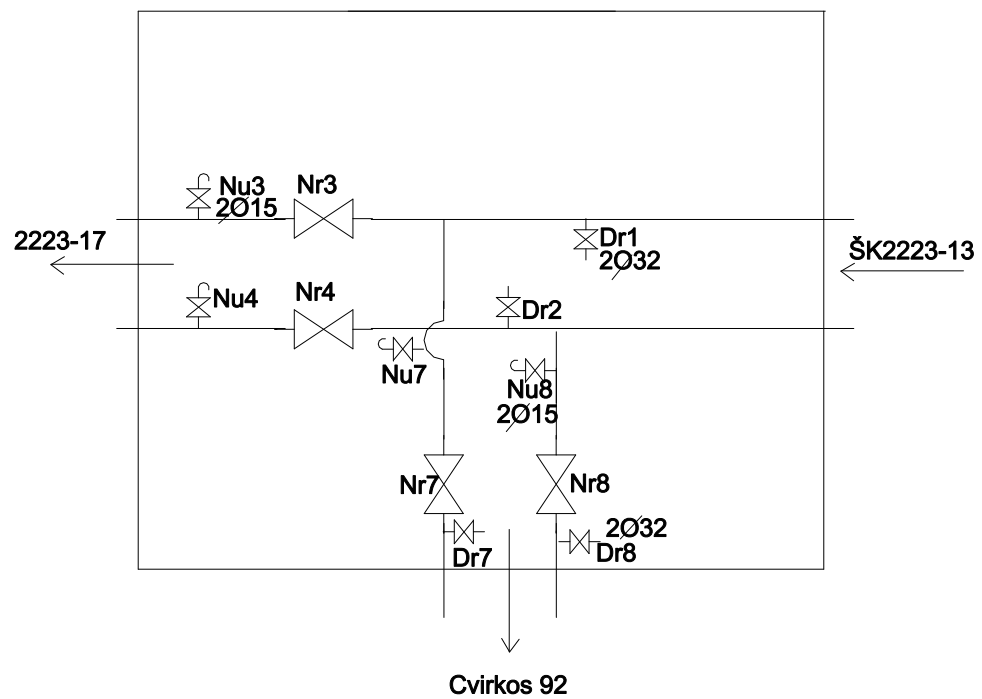 Nu3
2Ø15
Nr3
2223-17
Dr1
2Ø32
ŠK2223-13
Nu4
Nr4
Dr2
Nu7
Nu8
2Ø15
Nr7
Nr8
2Ø32
Dr7
Dr8
Cvirkos 92